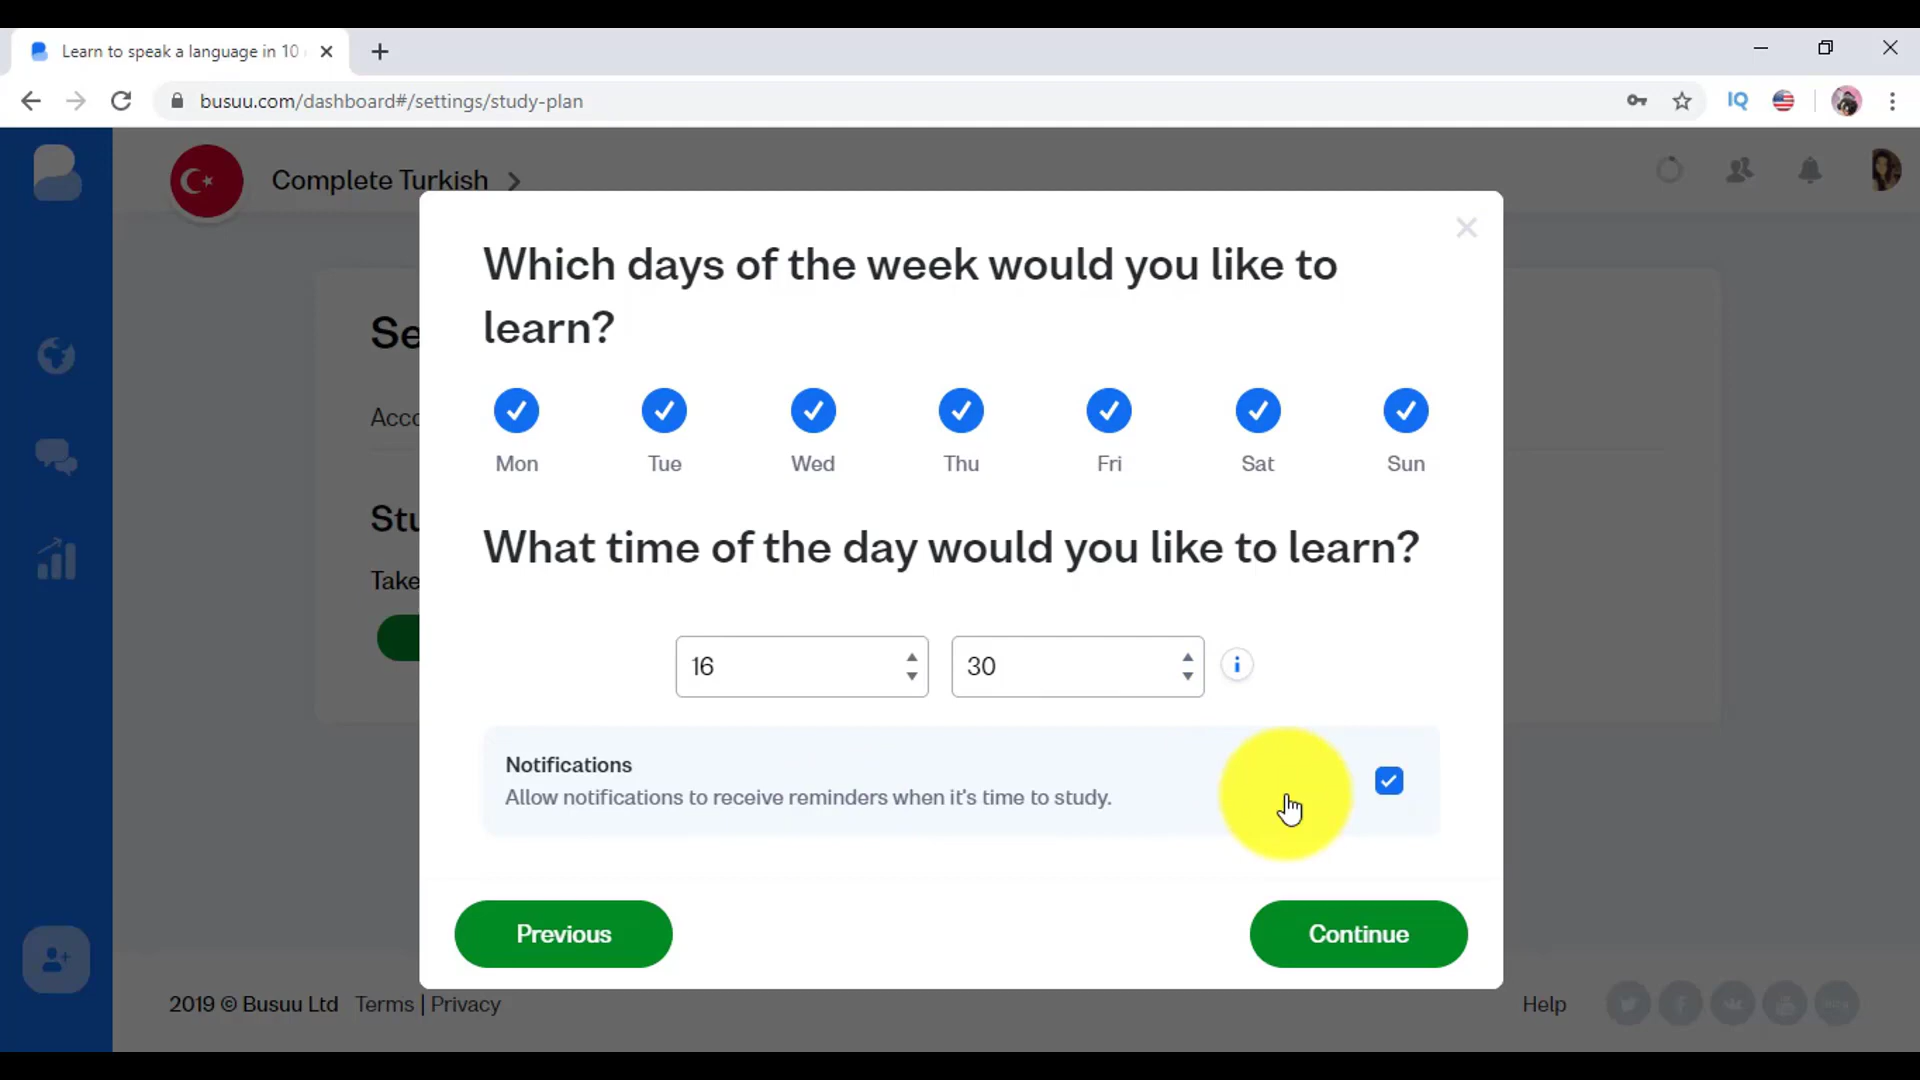 Learn to speak a language in 10
busuu.com/dashboard#/settings/study-plan
IQ
Complete Turkish
Se
Acco
Stu
Take
Which days of the week would you like to
learn?
Mon Tue Wed Thu Fri Sat Sun
What time of the day would you like to learn?
16 30
i
Notifications
Allow notifications to receive reminders when it's time to study.
Previous Continue
2019 © Busuu Ltd Terms | Privacy Help